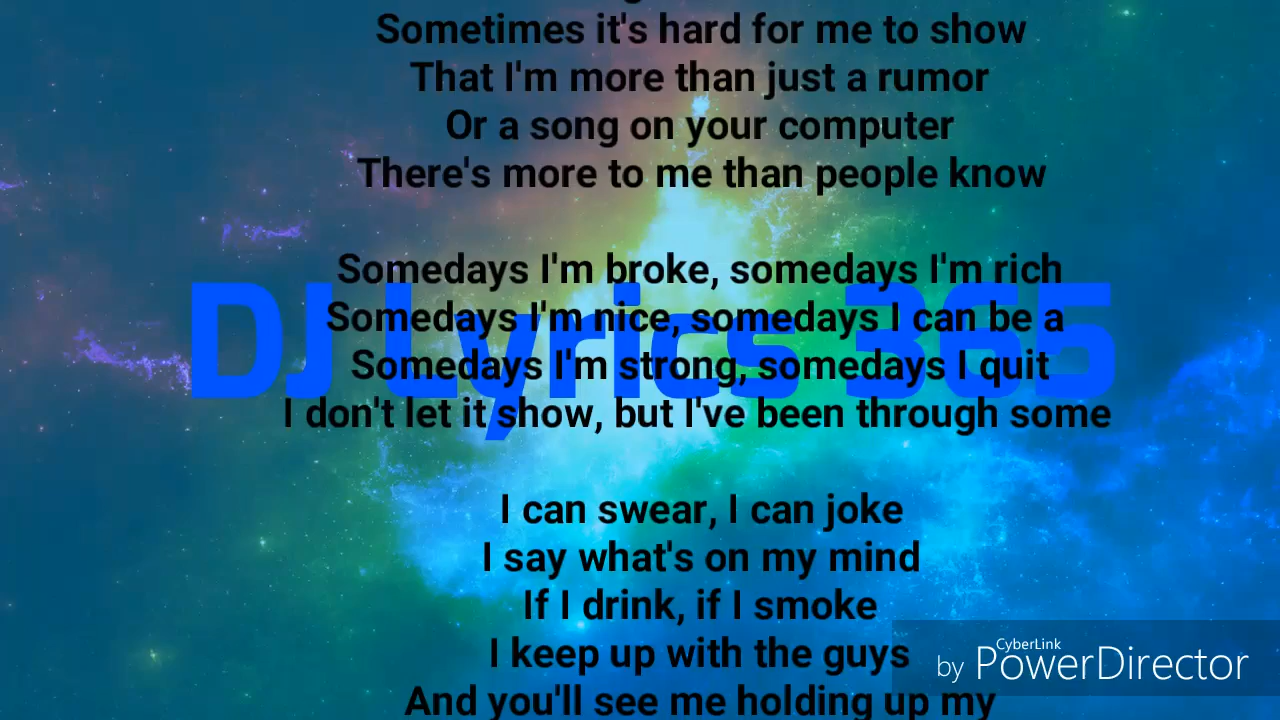 Sometimes it's hard for me to show
That I'm more than just a rumor
Or a song on your computer
There's more to me than people know
Somedays I'm broke, somedays I'm rich
DJ Lyrics 365
Somedays I'm nice, somedays I can be a
Somedays I'm strong, somedays I quit
I don't let it show, but I've been through some
I can swear, I can joke
I say what's on my mind
If I drink, if I smoke
I keep up with the guys
And you'll see me holding up my
by CyberLink PowerDirector